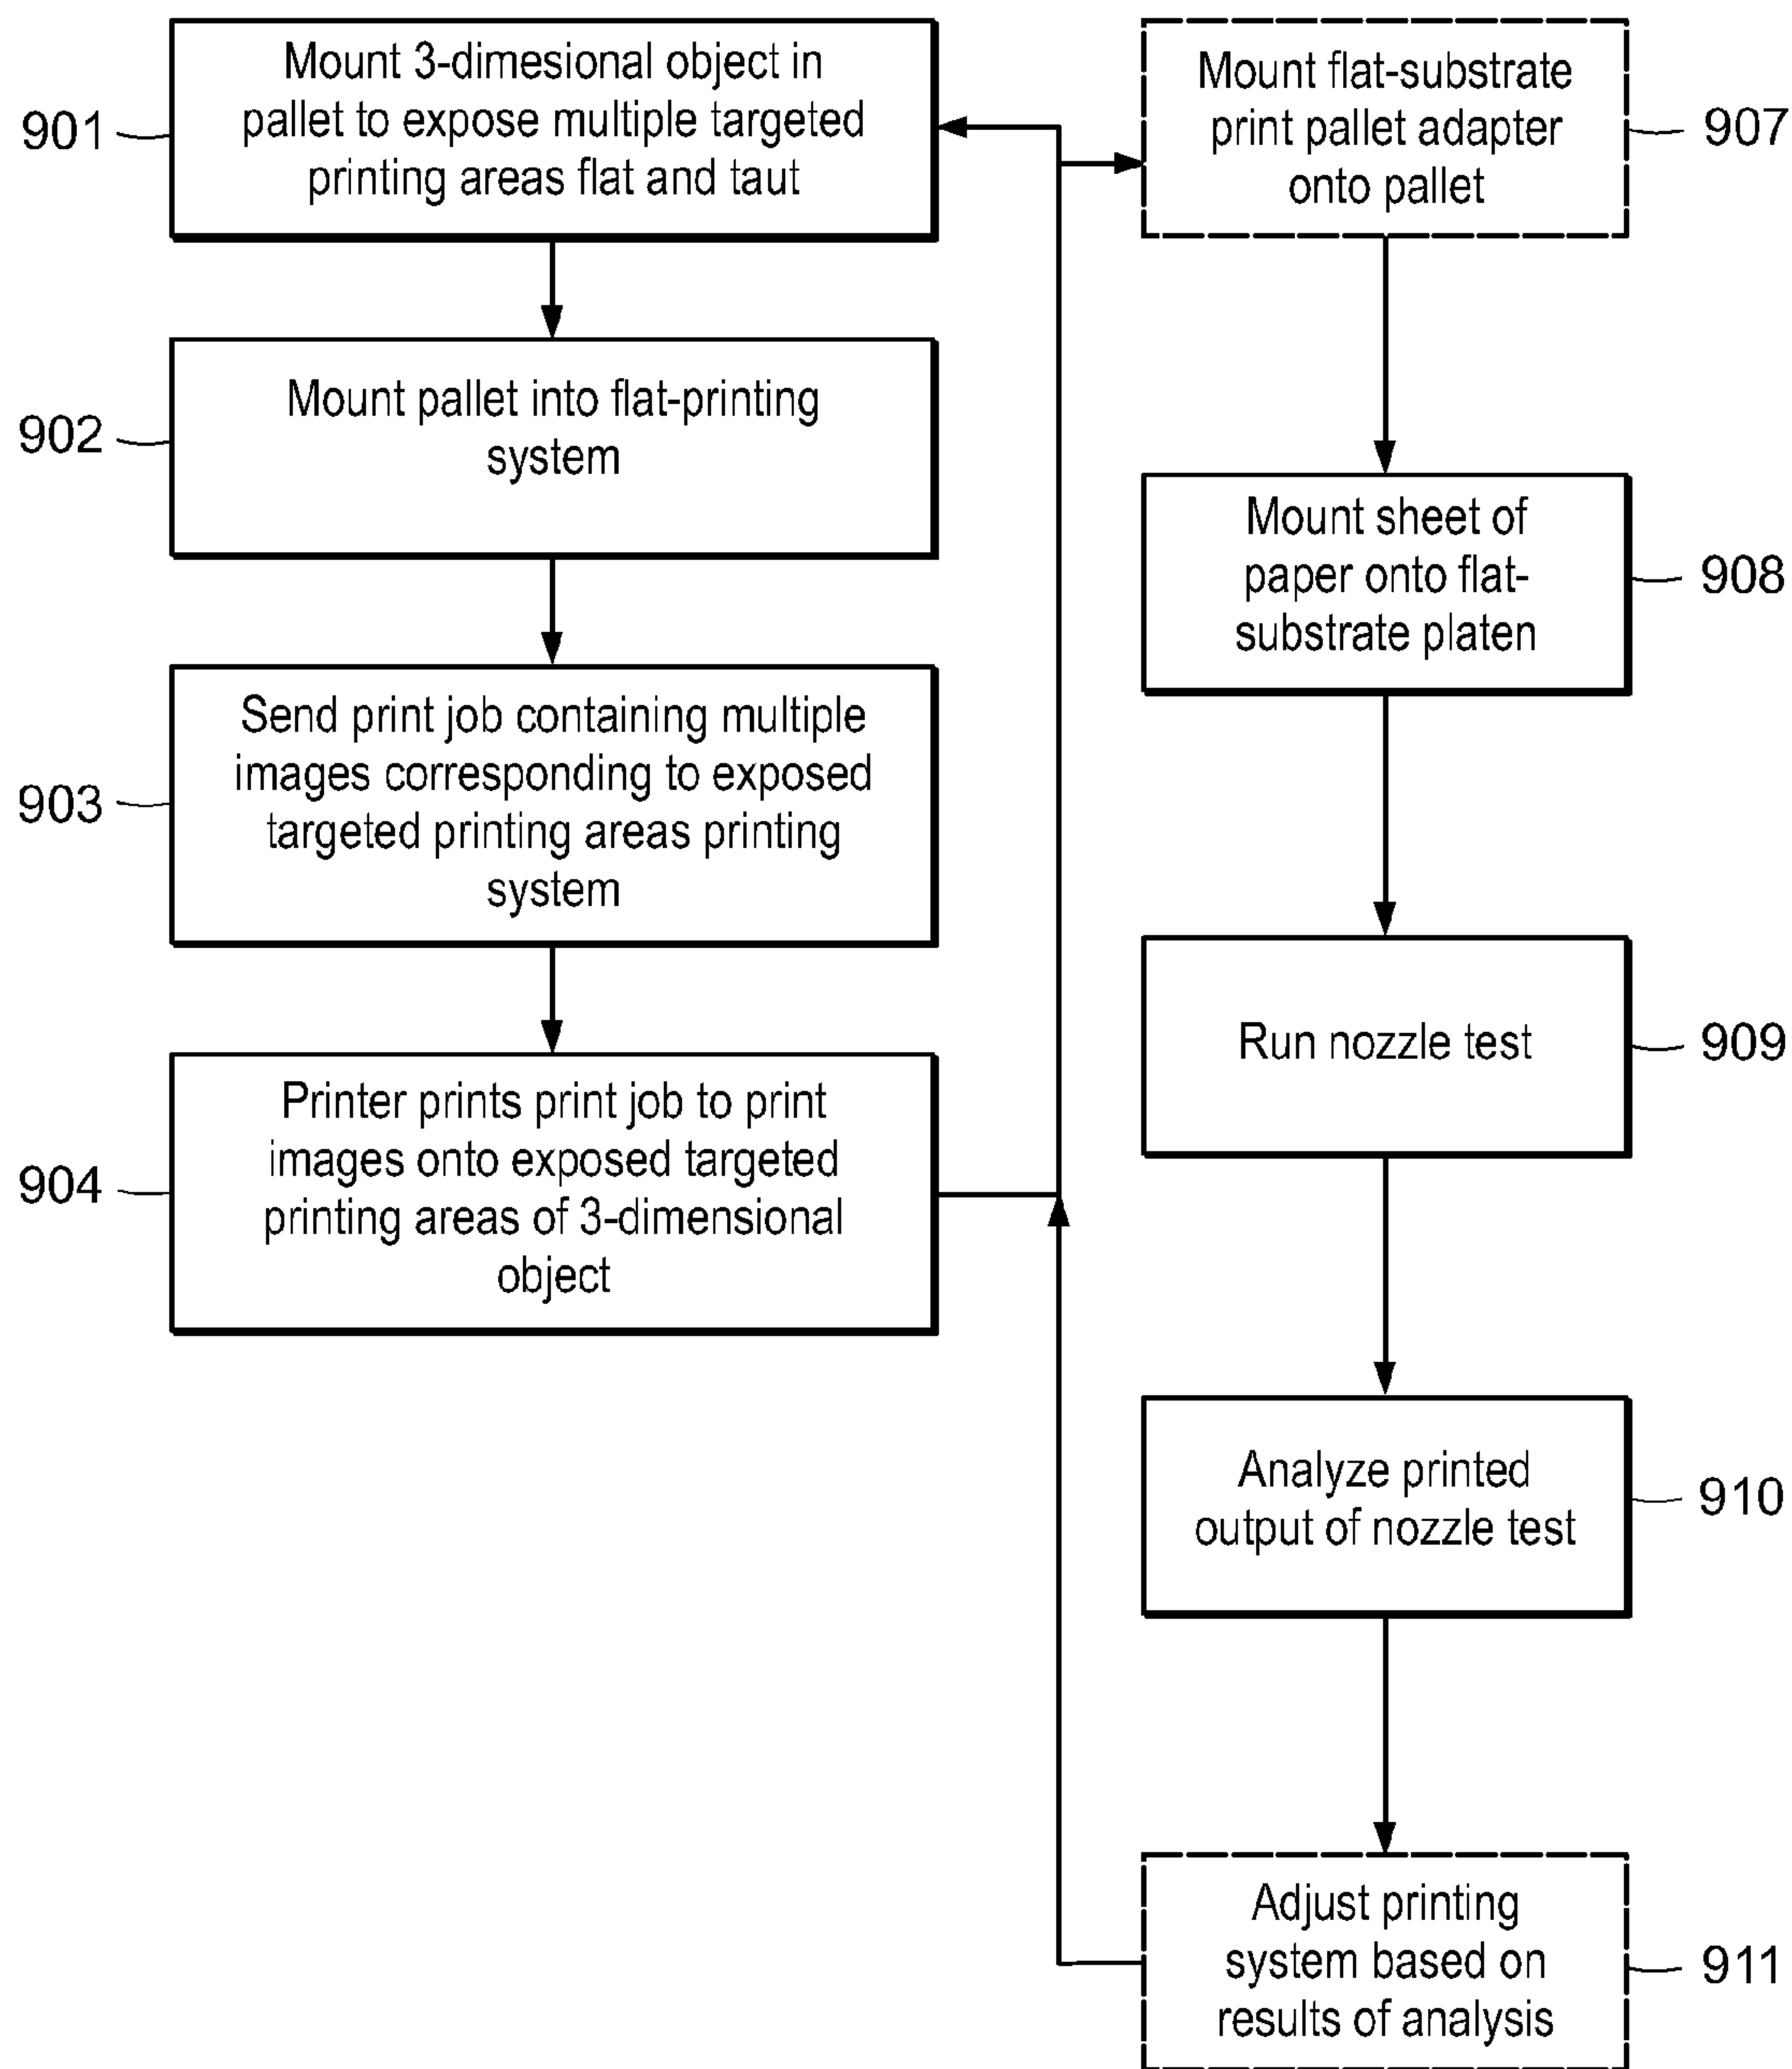 901
Mount 3-dimesional object in
pallet to expose multiple targeted
printing areas flat and taut
902
Mount pallet into flat-printing
system
903
Send print job containing multiple
images corresponding to exposed
targeted printing areas printing
system
904
Printer prints print job to print
images onto exposed targeted
printing areas of 3-dimensional
object
Mount flat-substrate
print pallet adapter
onto pallet
907
Mount sheet of
paper onto flat-
substrate platen
908
Run nozzle test
909
Analyze printed
output of nozzle test
910
Adjust printing
system based on
results of analysis
911